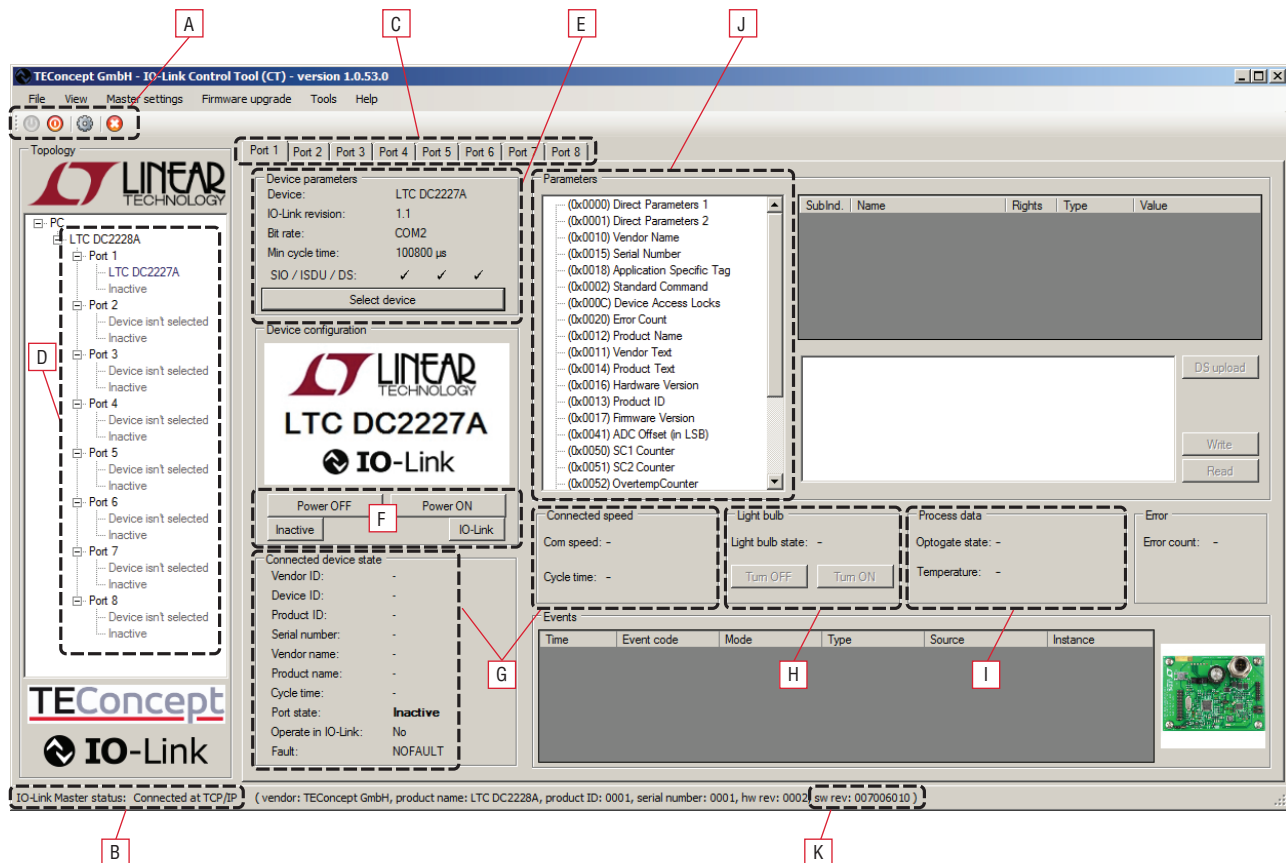 A
C
E
J
TEConcept GmbH - IO-Link Control Tool (CT) - version 1.0.53.0
File View Master settings Firmware upgrade Tools Help
Topology
LINEAR
TECHNOLOGY
PC
LTC DC2228A
Port 1
LTC DC2227A
Inactive
Port 2
Device isn't selected
Inactive
Port 3
Device isn't selected
Inactive
D
Port 4
Device isn't selected
Inactive
Port 5
Device isn't selected
Inactive
Port 6
Device isn't selected
Inactive
Port 7
Device isn't selected
Inactive
Port 8
Device isn't selected
Inactive
TEConcept
IO-Link
Port 1 Port 2 Port 3 Port 4 Port 5 Port 6 Port 7 Port 8
Device parameters
Device: LTC DC2227A
IO-Link revision: 1.1
Bit rate: COM2
Min cycle time: 100800 µs
SIO / ISDU / DS: ✓ ✓ ✓
Select device
Device configuration
LINEAR
TECHNOLOGY
LTC DC2227A
IO-Link
Power OFF Power ON
F
Inactive IO-Link
Connected device state
Vendor ID: -
Device ID: -
Product ID: -
Serial number: -
Vendor name: -
Product name: -
Cycle time: -
Port state: Inactive
Operate in IO-Link: No
Fault: NOFAULT
G
Parameters
(0x0000) Direct Parameters 1
(0x0001) Direct Parameters 2
(0x0010) Vendor Name
(0x0015) Serial Number
(0x0018) Application Specific Tag
(0x0002) Standard Command
(0x000C) Device Access Locks
(0x0020) Error Count
(0x0012) Product Name
(0x0011) Vendor Text
(0x0014) Product Text
(0x0016) Hardware Version
(0x0013) Product ID
(0x0017) Firmware Version
(0x0041) ADC Offset (in LSB)
(0x0050) SC1 Counter
(0x0051) SC2 Counter
(0x0052) OvertempCounter
SubInd. Name Rights Type Value
DS upload
Write
Read
Connected speed
Com speed: -
Cycle time: -
Light bulb
Light bulb state: -
Turn OFF Turn ON
Process data
Optogate state: -
Temperature: -
Error
Error count: -
H
I
Events
Time Event code Mode Type Source Instance
IO-Link Master status: Connected at TCP/IP ( vendor: TEConcept GmbH, product name: LTC DC2228A, product ID: 0001, serial number: 0001, hw rev: 0002, sw rev: 007006010 )
B
K